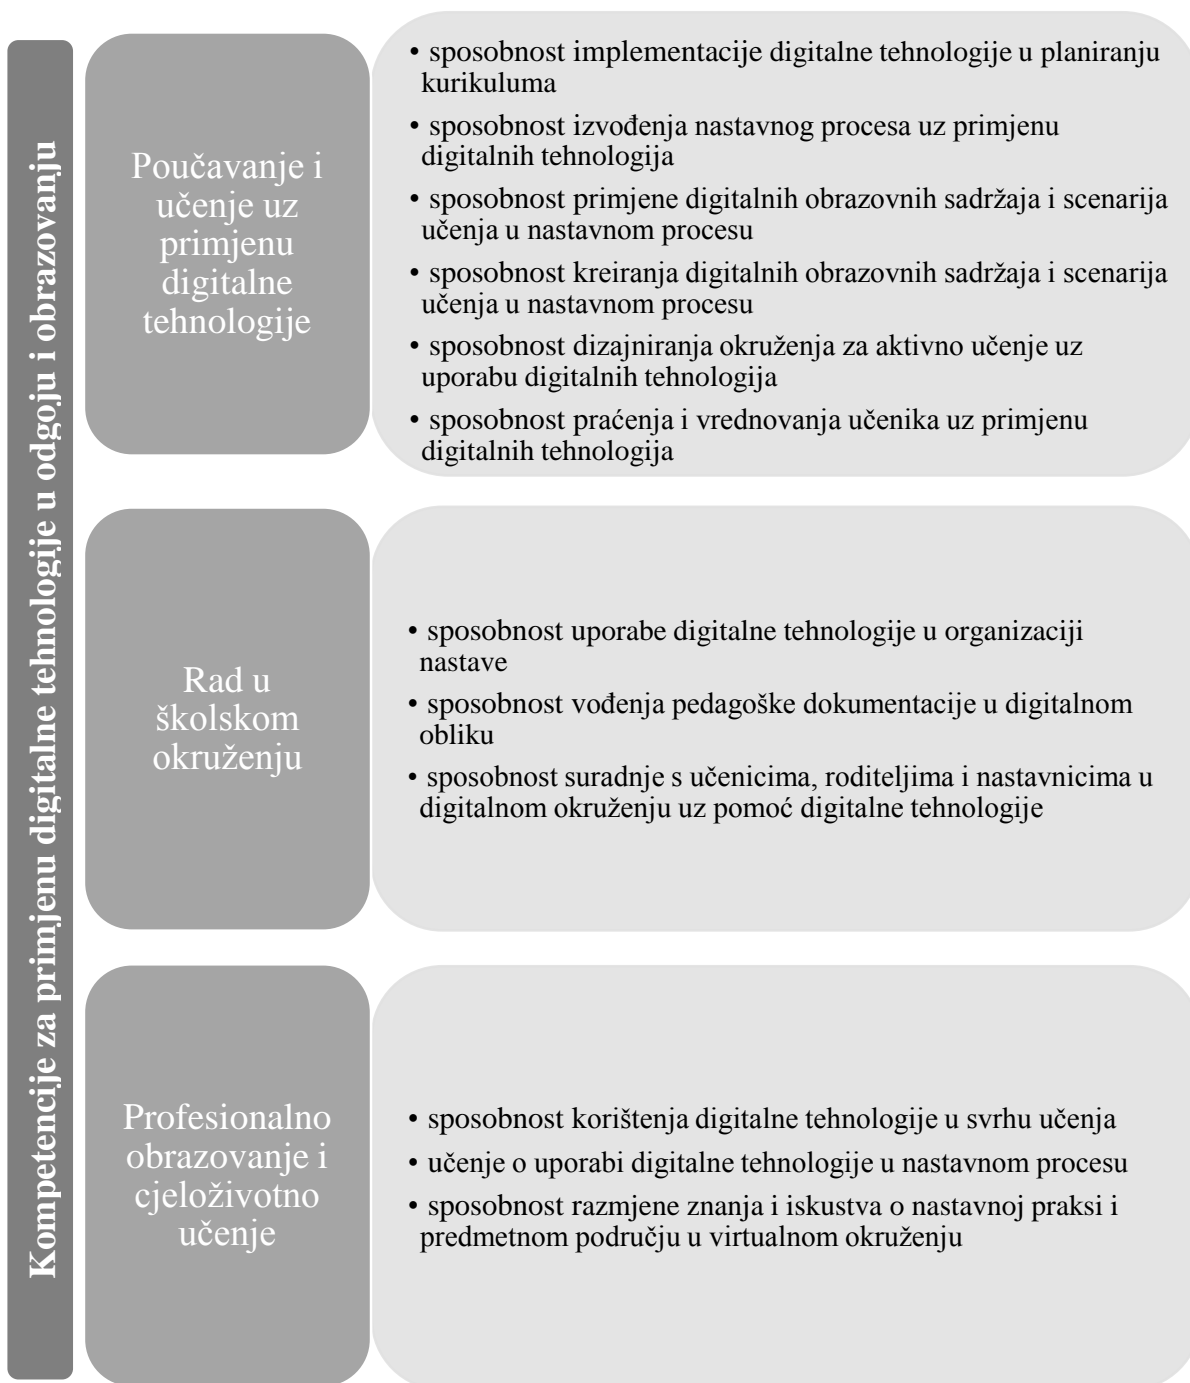 Kompetencije za primjenu digitalne tehnologije u odgoju i obrazovanju
Poučavanje i
učenje uz
primjenu
digitalne
tehnologije
• sposobnost implementacije digitalne tehnologije u planiranju
kurikuluma
• sposobnost izvođenja nastavnog procesa uz primjenu
digitalnih tehnologija
• sposobnost primjene digitalnih obrazovnih sadržaja i scenarija
učenja u nastavnom procesu
• sposobnost kreiranja digitalnih obrazovnih sadržaja i scenarija
učenja u nastavnom procesu
• sposobnost dizajniranja okruženja za aktivno učenje uz
uporabu digitalnih tehnologija
• sposobnost praćenja i vrednovanja učenika uz primjenu
digitalnih tehnologija
Rad u
školskom
okruženju
• sposobnost uporabe digitalne tehnologije u organizaciji
nastave
• sposobnost vođenja pedagoške dokumentacije u digitalnom
obliku
• sposobnost suradnje s učenicima, roditeljima i nastavnicima u
digitalnom okruženju uz pomoć digitalne tehnologije
Profesionalno
obrazovanje i
cjeloživotno
učenje
• sposobnost korištenja digitalne tehnologije u svrhu učenja
• učenje o uporabi digitalne tehnologije u nastavnom procesu
• sposobnost razmjene znanja i iskustva o nastavnoj praksi i
predmetnom području u virtualnom okruženju